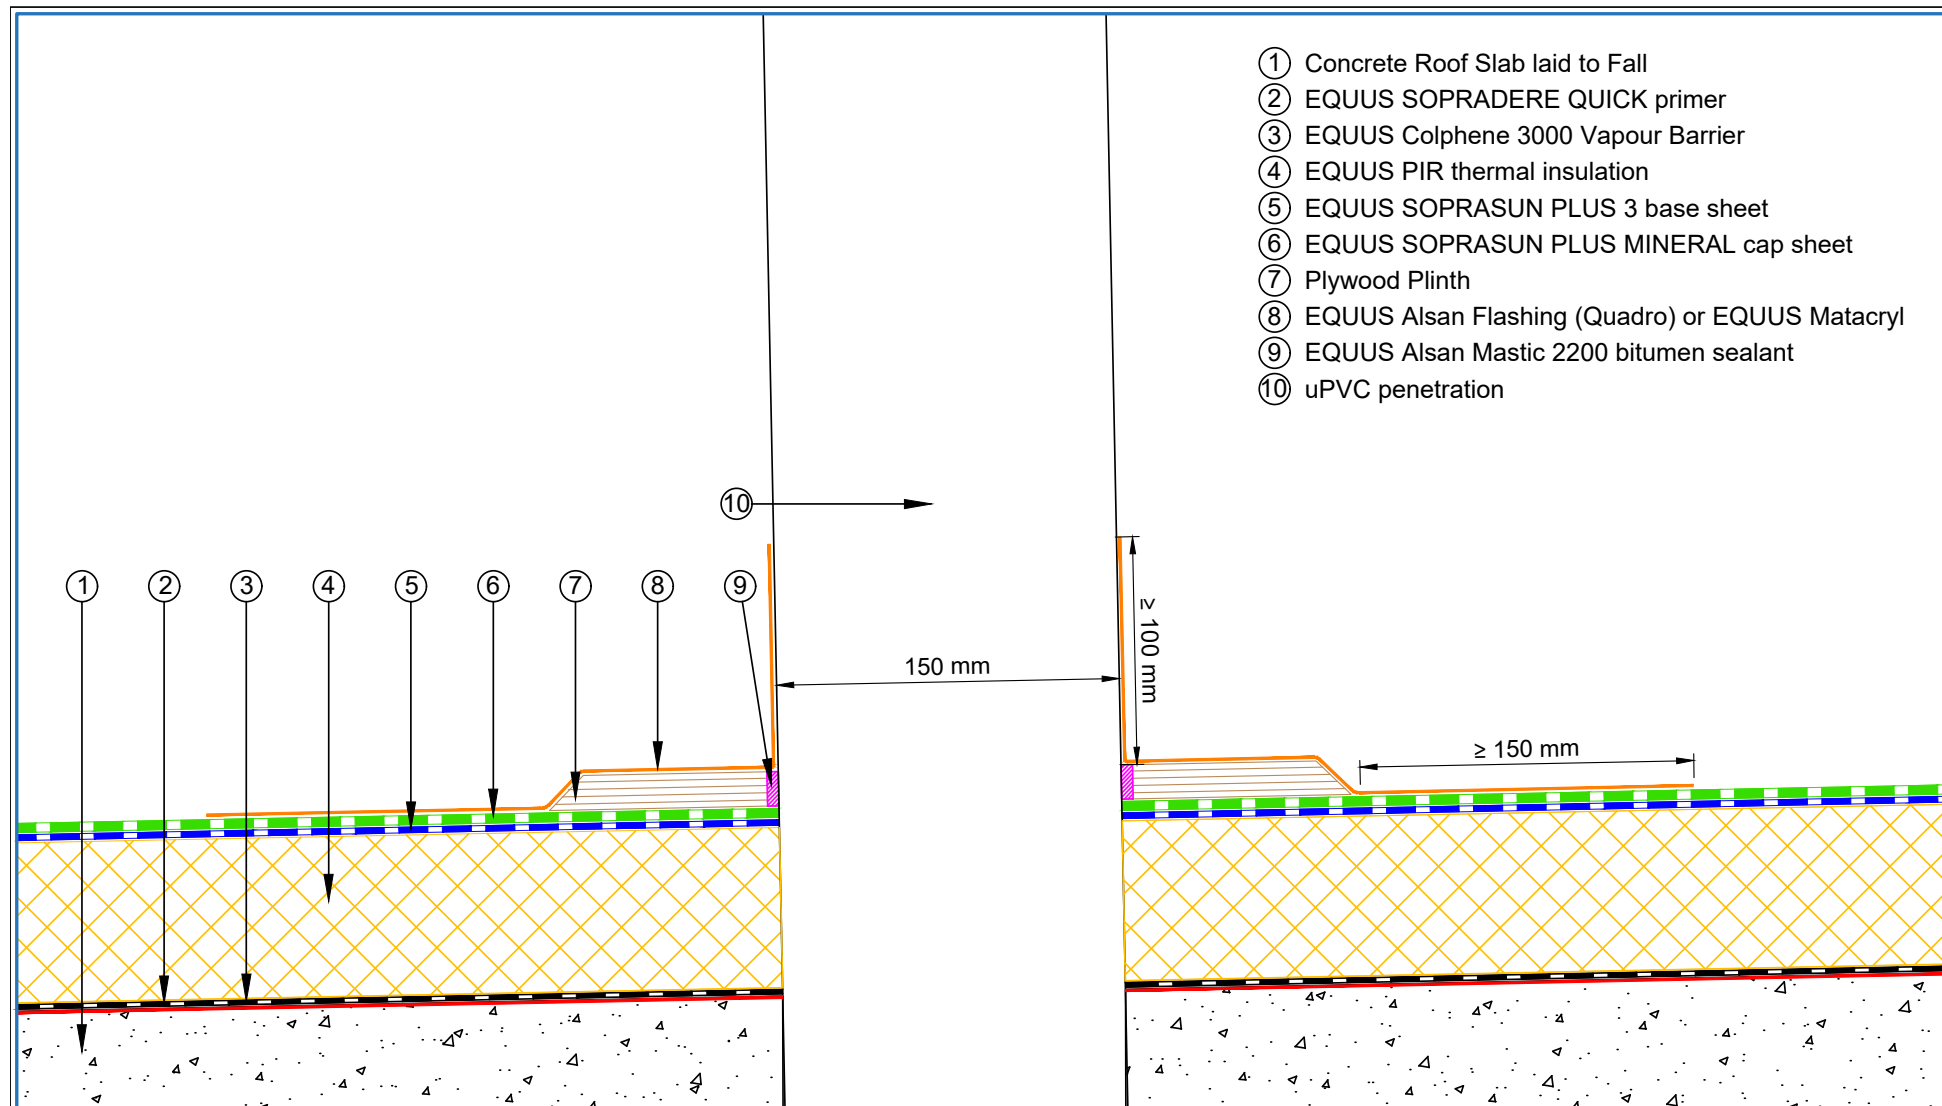 1 Concrete Roof Slab laid to Fall
2 EQUUS SOPRADERE QUICK primer
3 EQUUS Colphene 3000 Vapour Barrier
4 EQUUS PIR thermal insulation
5 EQUUS SOPRASUN PLUS 3 base sheet
6 EQUUS SOPRASUN PLUS MINERAL cap sheet
7 Plywood Plinth
8 EQUUS Alsan Flashing (Quadro) or EQUUS Matacryl
9 EQUUS Alsan Mastic 2200 bitumen sealant
10 uPVC penetration
10
1 2 3 4 5 6 7 8 9
≥ 100 mm
150 mm
≥ 150 mm